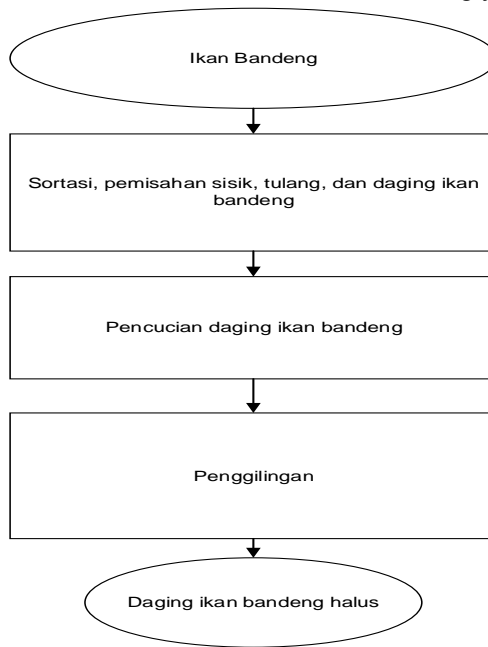 Ikan Bandeng
Sortasi, pemisahan sisik, tulang, dan daging ikan
bandeng
Pencucian daging ikan bandeng
Penggilingan
Daging ikan bandeng halus